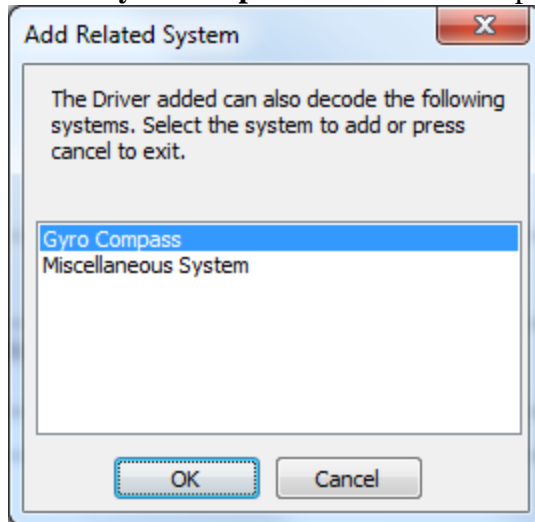 Add Related System
The Driver added can also decode the following
systems. Select the system to add or press
cancel to exit.
Gyro Compass
Miscellaneous System
OK
Cancel